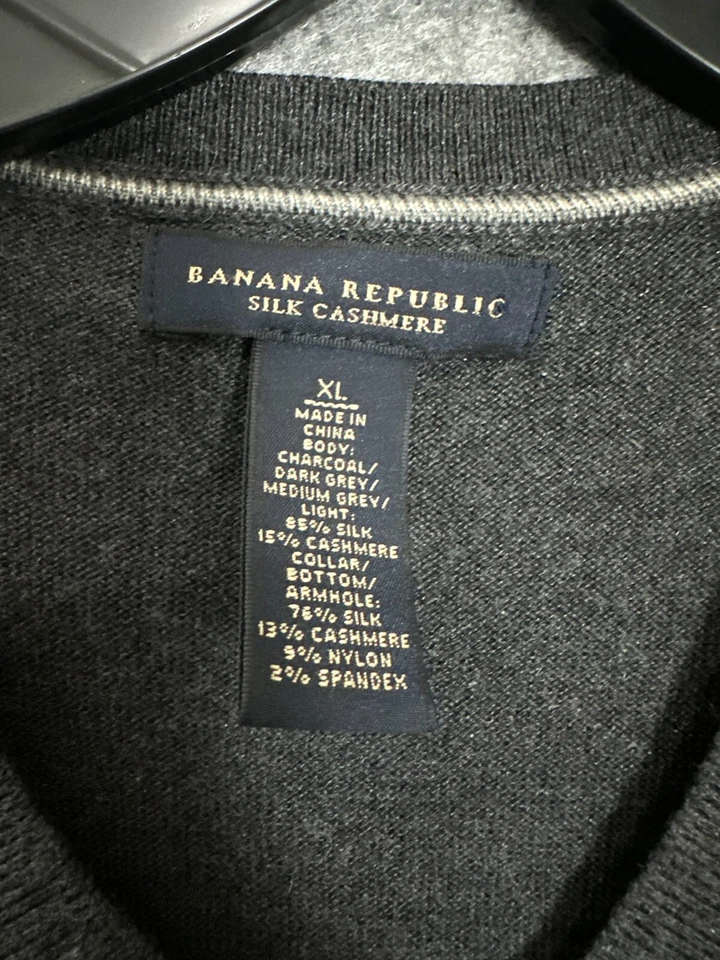 BANANA REPUBLIC
SILK CASHMERE
XL
MADE IN
CHINA
BODY:
CHARCOAL/
DARK GREY/
MEDIUM GREY/
LIGHT:
85% SILK
15% CASHMERE
COLLAR/
BOTTOM/
ARMHOLE:
76% SILK
13% CASHMERE
9% NYLON
2% SPANDEX